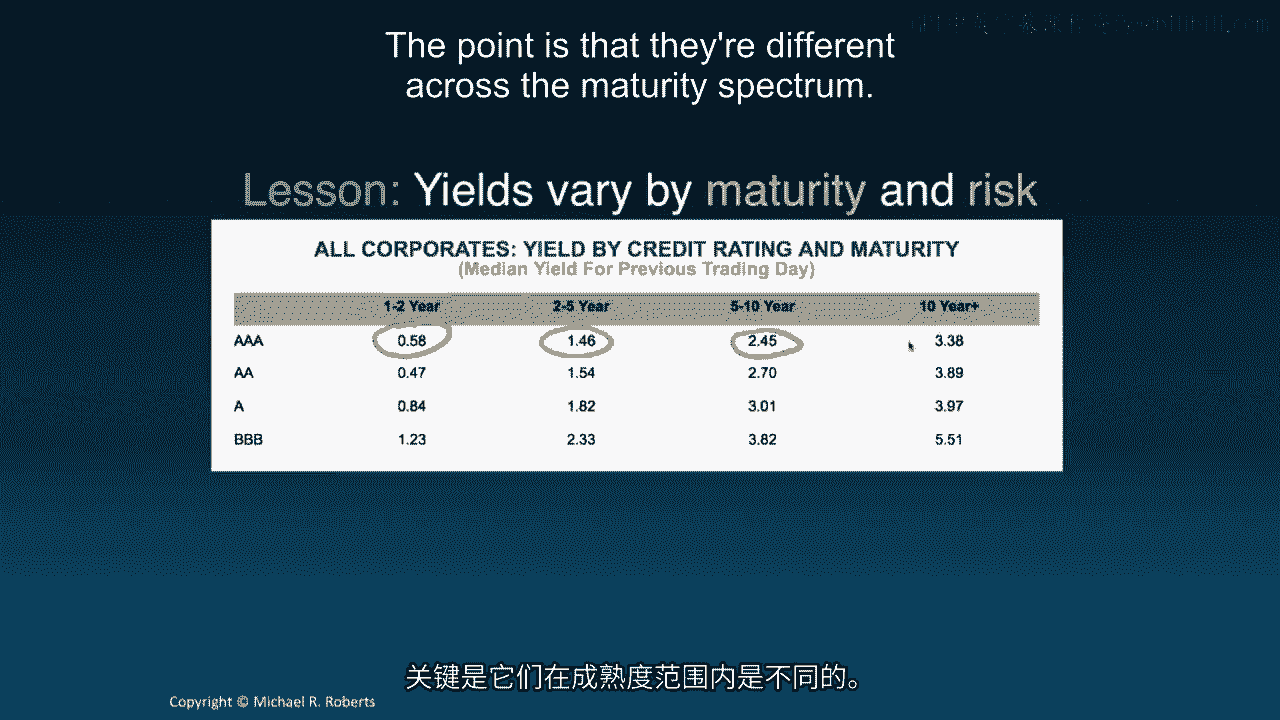 The point is that they're different
across the maturity spectrum.
Lesson: Yields vary by maturity and risk
ALL CORPORATES: YIELD BY CREDIT RATING AND MATURITY
(Median Yield For Previous Trading Day)
1-2 Year 2-5 Year 5-10 Year 10 Year+
AAA 0.58 1.46 2.45 3.38
AA 0.47 1.54 2.70 3.89
A 0.84 1.82 3.01 3.97
BBB 1.23 2.33 3.82 5.51
关键是它们在成熟度范围内是不同的。
Copyright © Michael R. Roberts